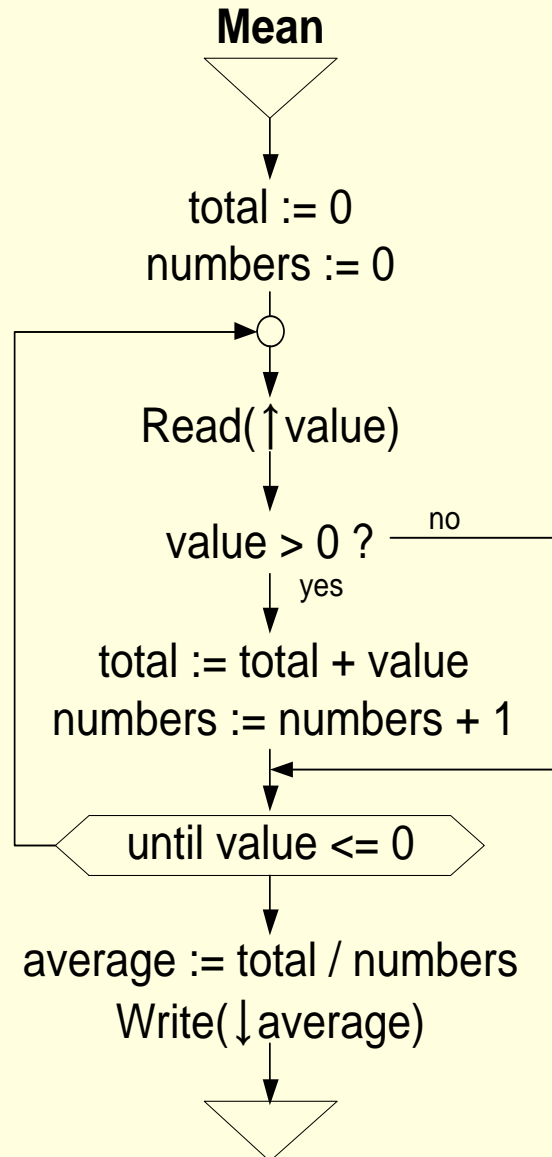 Mean
total := 0
numbers := 0
Read(↑value)
value > 0 ?
no
yes
total := total + value
numbers := numbers + 1
until value <= 0
average := total / numbers
Write(↓average)